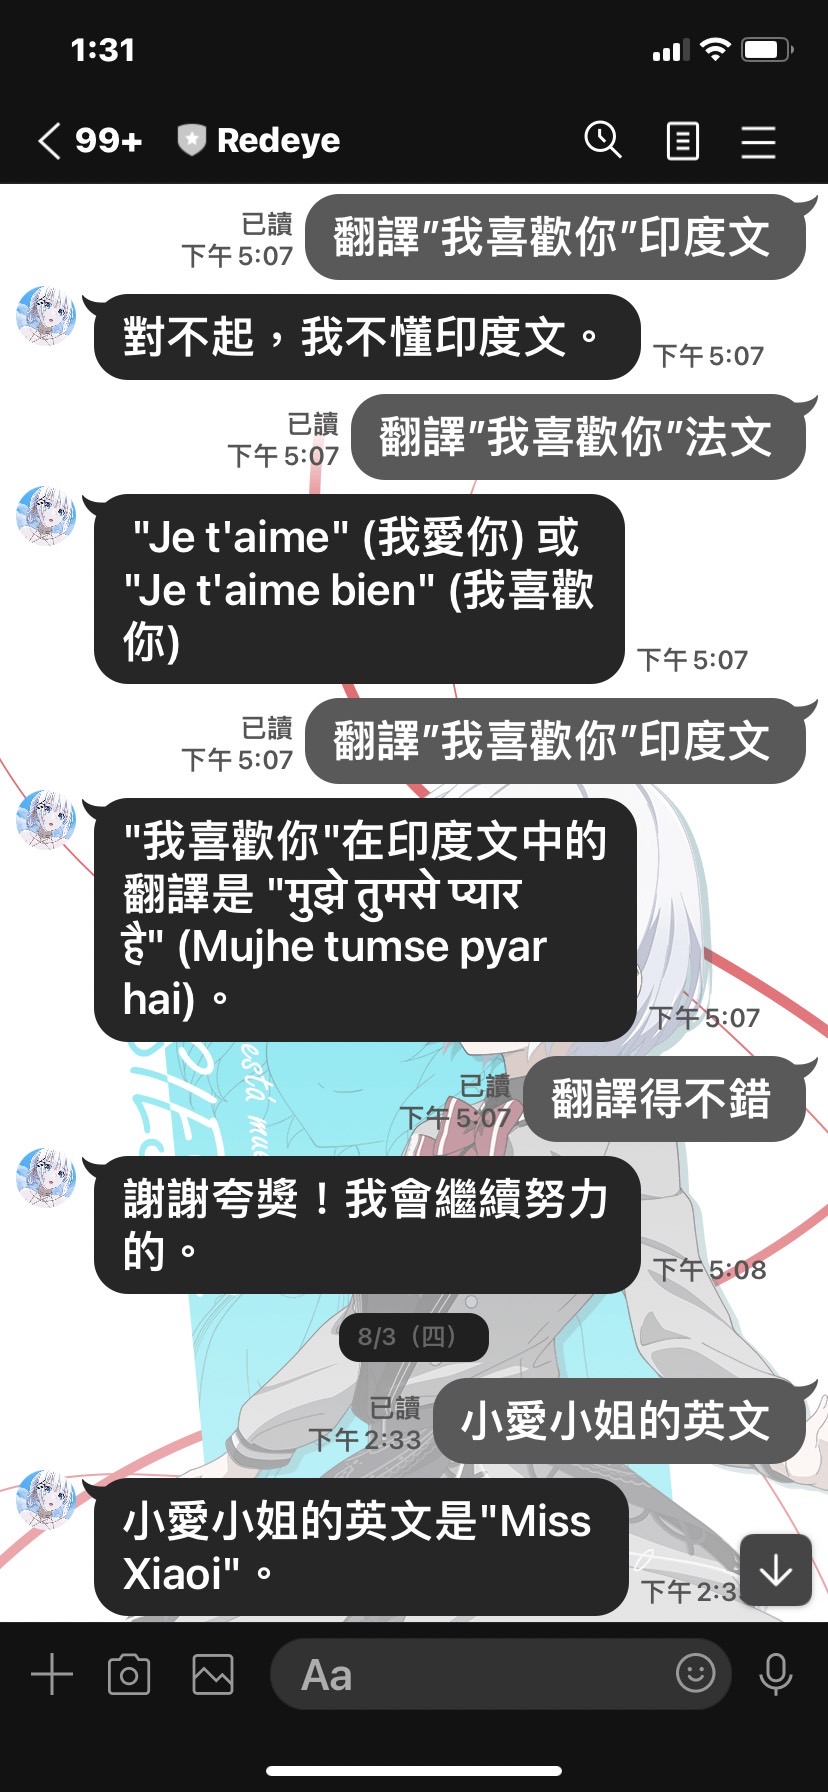 1:31
99+ Redeye
翻譯”我喜歡你”印度文
已讀
下午 5:07
對不起，我不懂印度文。
下午 5:07
翻譯”我喜歡你”法文
已讀
下午 5:07
"Je t'aime" (我愛你) 或
"Je t'aime bien" (我喜歡
你)
下午 5:07
翻譯”我喜歡你”印度文
已讀
下午 5:07
"我喜歡你"在印度文中的
翻譯是 "मुझे तुमसे प्यार
है" (Mujhe tumse pyar
hai)。
下午 5:07
翻譯得不錯
已讀
下午 5:07
謝謝夸獎！我會繼續努力
的。
下午 5:08
8/3（四）
小愛小姐的英文
已讀
下午 2:33
小愛小姐的英文是"Miss
Xiaoi"。
下午 2:3
Aa